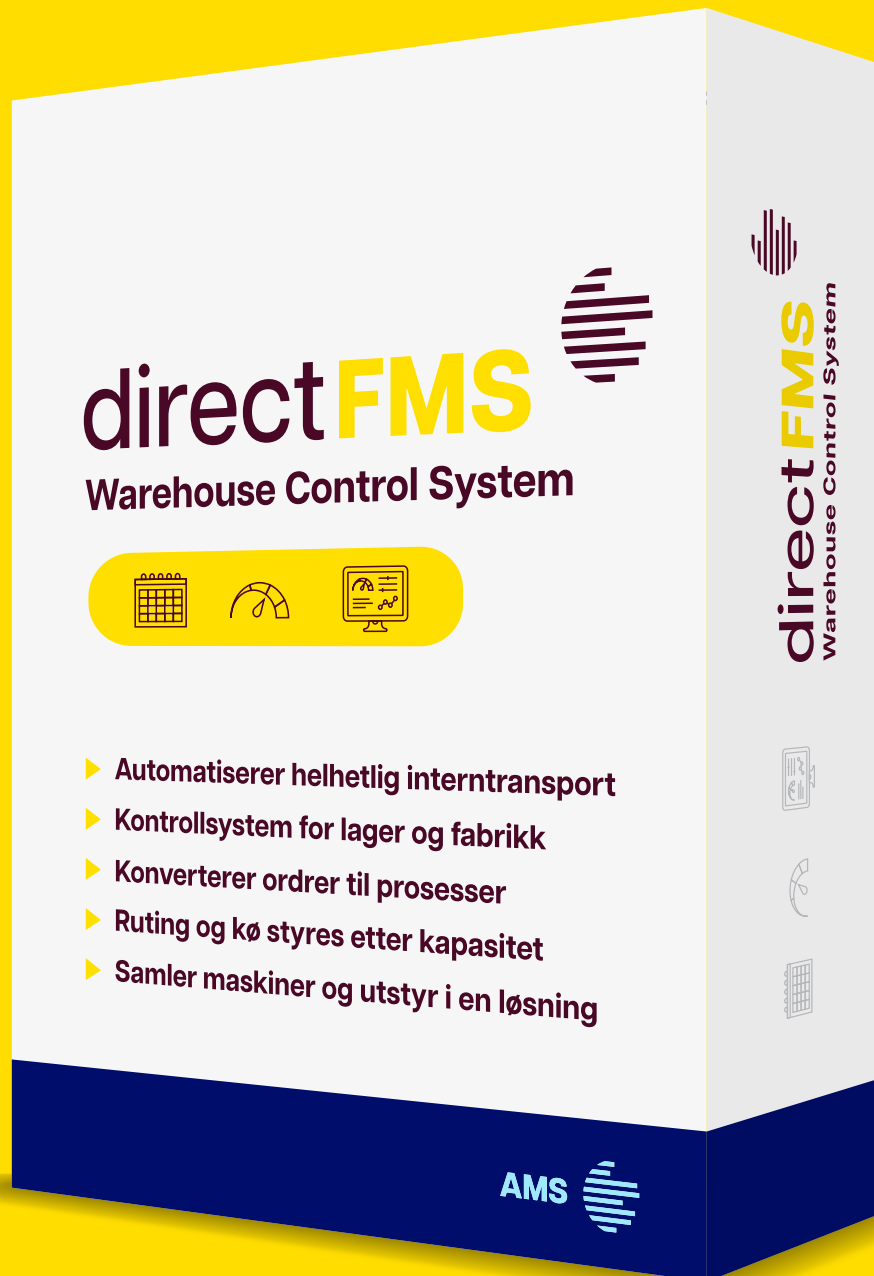 directFMS
Warehouse Control System
Automatiserer helhetlig interntransport
Kontrollsystem for lager og fabrikk
Konverterer ordrer til prosesser
Ruting og kø styres etter kapasitet
Samler maskiner og utstyr i en løsning
AMS
directFMS
Warehouse Control System